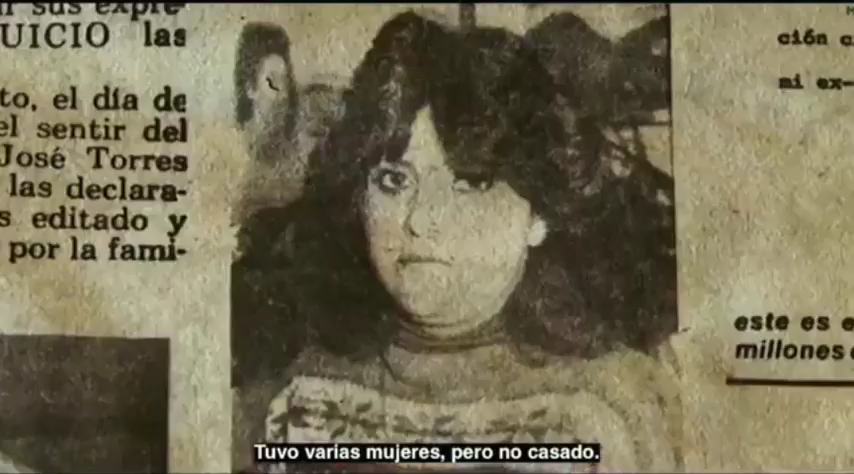 UICIO las
to, el día de
el sentir del
José Torres
las declara-
s editado y
por la fami-
ción
mi ex-
este es
millones
Tuvo varias mujeres, pero no casado.